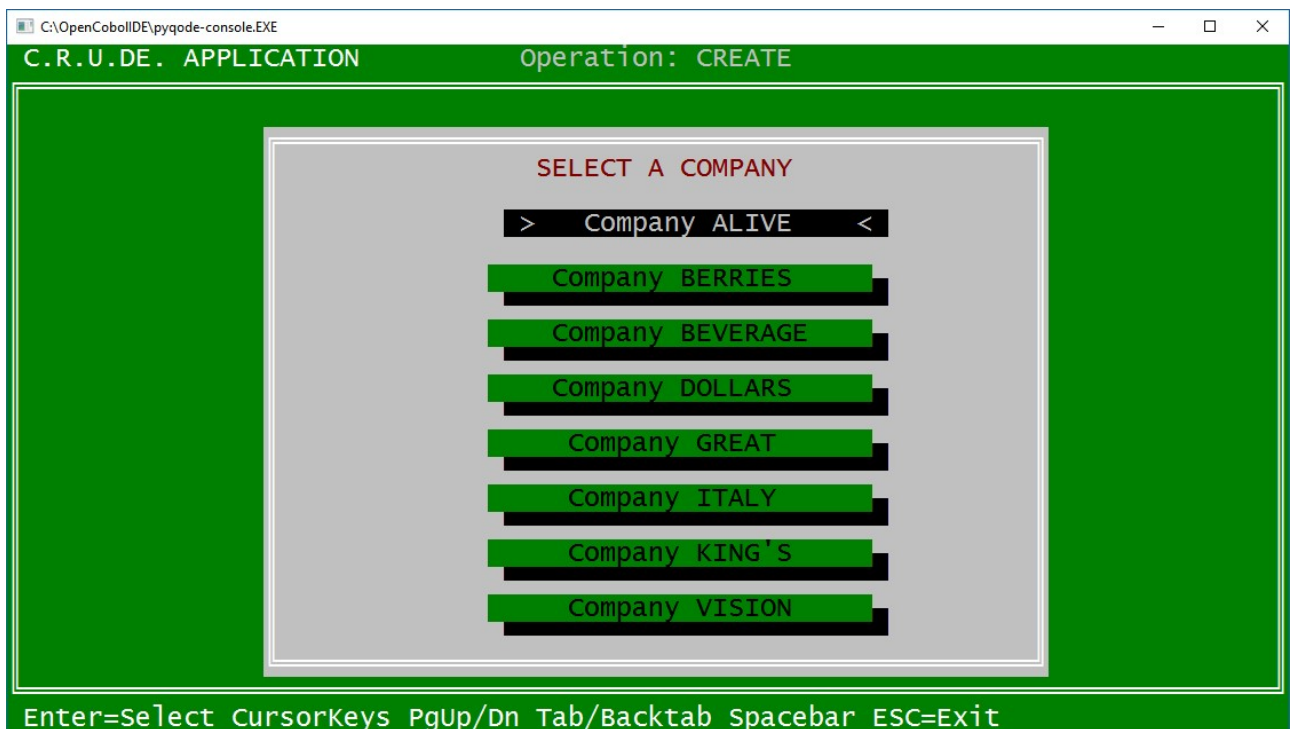 C:\OpenCobolIDE\pyqode-console.EXE
C.R.U.DE. APPLICATION Operation: CREATE
SELECT A COMPANY
> Company ALIVE <
Company BERRIES
Company BEVERAGE
Company DOLLARS
Company GREAT
Company ITALY
Company KING'S
Company VISION
Enter=Select CursorKeys PgUp/Dn Tab/Backtab Spacebar ESC=Exit